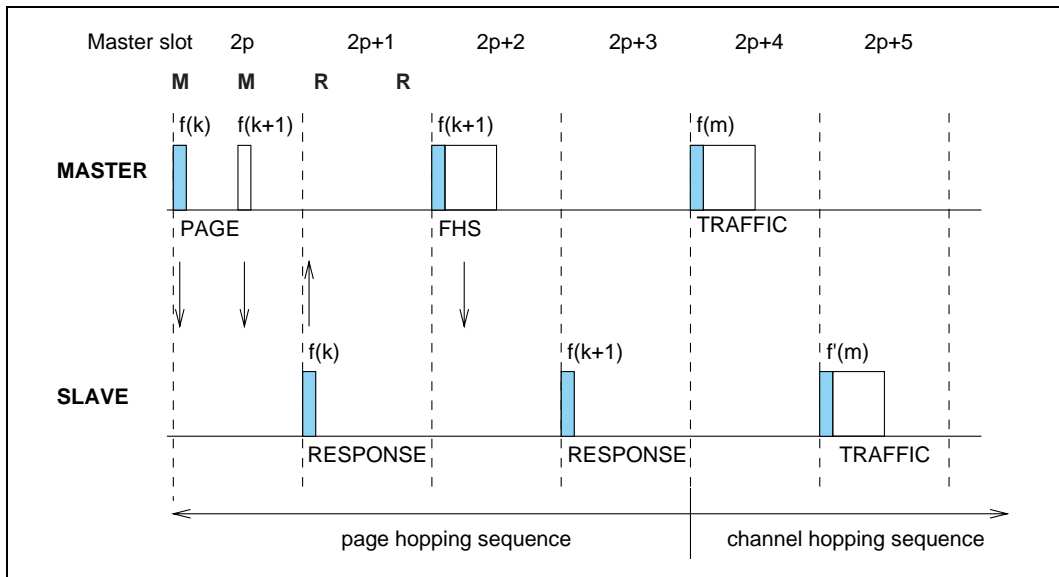 Master slot 2p 2p+1 2p+2 2p+3 2p+4 2p+5
M M R R
f(k) f(k+1) f(k+1) f(m)
MASTER
PAGE FHS TRAFFIC
f(k) f(k+1) f'(m)
SLAVE
RESPONSE RESPONSE TRAFFIC
page hopping sequence channel hopping sequence